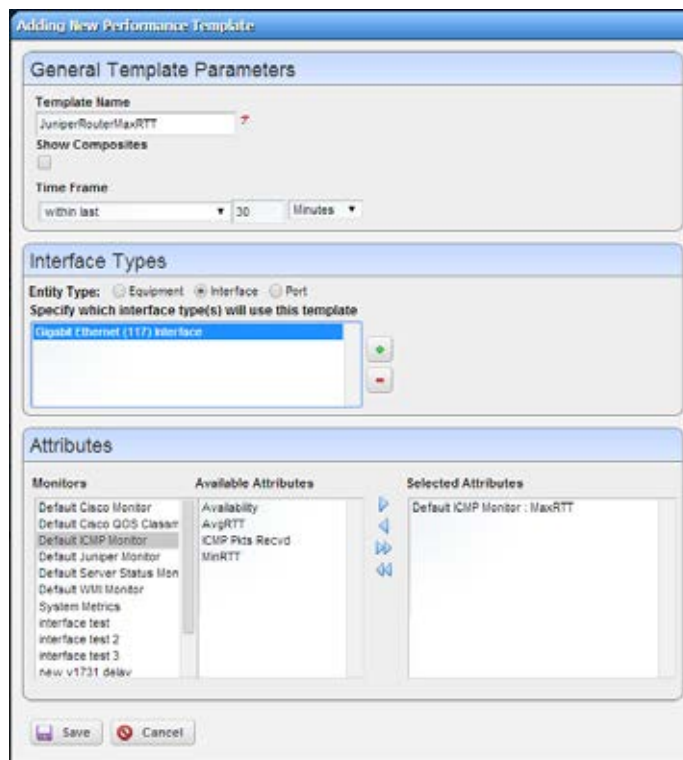 Adding New Performance Template
General Template Parameters
Template Name
JuniperRouterMaxRTT
Show Composites
Time Frame
within last 30 Minutes
Interface Types
Entity Type: Equipment Interface Port
Specify which interface type(s) will use this template
Gigabit Ethernet (117) Interface
Attributes
Monitors
Default Cisco Monitor
Default Cisco QOS Classm
Default ICMP Monitor
Default Juniper Monitor
Default Server Status Mon
Default WMI Monitor
System Metrics
interface test
interface test 2
interface test 3
new y1731 delay
Available Attributes
Availability
AvgRTT
ICMP Pkts Recvd
MinRTT
Selected Attributes
Default ICMP Monitor : MaxRTT
Save
Cancel